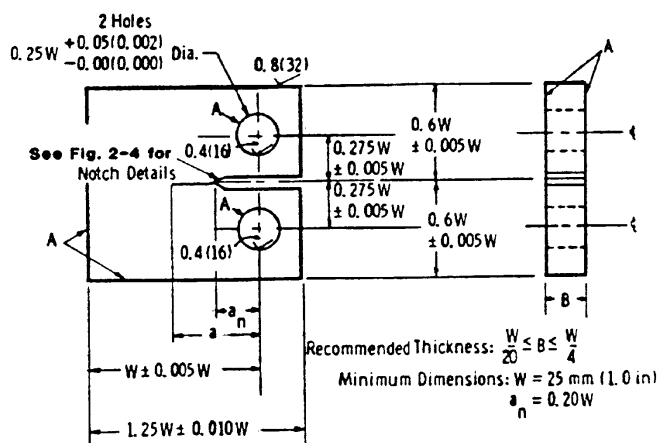 2 Holes
0.25W +0.05(0.002) -0.00(0.000) Dia.
0.8(32)
A
A
0.6W ± 0.005W
0.4(16)
0.275W ± 0.005W
See Fig. 2-4 for Notch Details
0.275W ± 0.005W
A
0.6W ± 0.005W
A
0.4(16)
B
an
a
Recommended Thickness: W/20 ≤ B ≤ W/4
W ± 0.005W
Minimum Dimensions: W = 25 mm (1.0 in)
an = 0.20W
1.25W ± 0.010W